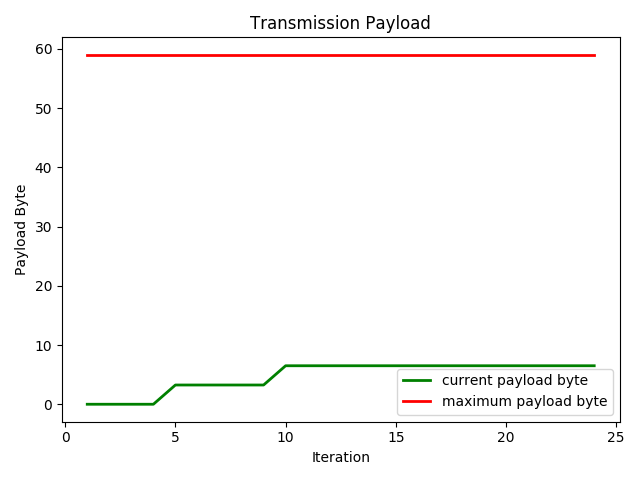 Transmission Payload
60
50
40
30
20
10
0
Payload Byte
current payload byte
maximum payload byte
0 5 10 15 20 25
Iteration